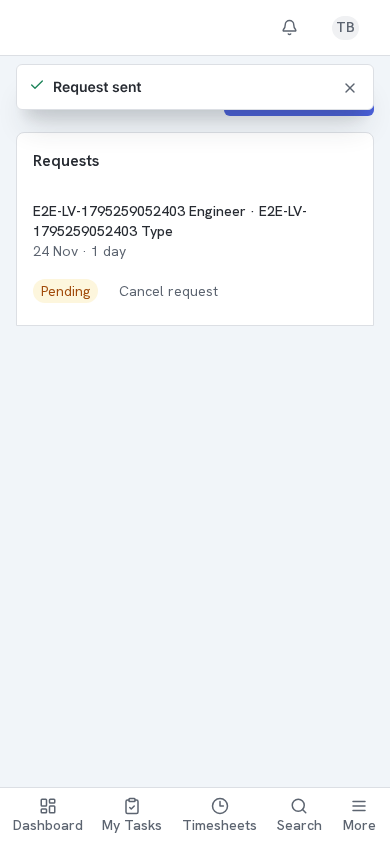 TB
Request sent
Requests
E2E-LV-1795259052403 Engineer · E2E-LV-
1795259052403 Type
24 Nov · 1 day
Pending
Cancel request
Dashboard
My Tasks
Timesheets
Search
More